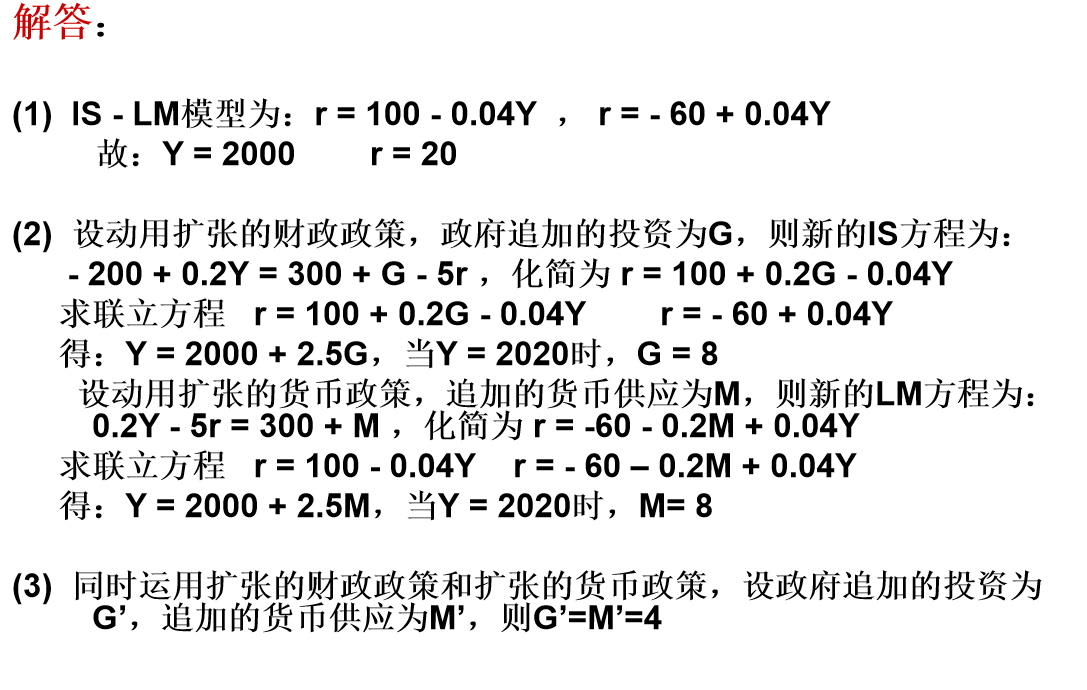 解答：
(1) IS - LM模型为：r = 100 - 0.04Y ， r = - 60 + 0.04Y
故：Y = 2000 r = 20
(2) 设动用扩张的财政政策，政府追加的投资为G，则新的IS方程为：
- 200 + 0.2Y = 300 + G - 5r ，化简为 r = 100 + 0.2G - 0.04Y
求联立方程 r = 100 + 0.2G - 0.04Y r = - 60 + 0.04Y
得：Y = 2000 + 2.5G，当Y = 2020时，G = 8
设动用扩张的货币政策，追加的货币供应为M，则新的LM方程为：
0.2Y - 5r = 300 + M ，化简为 r = -60 - 0.2M + 0.04Y
求联立方程 r = 100 - 0.04Y r = - 60 – 0.2M + 0.04Y
得：Y = 2000 + 2.5M，当Y = 2020时，M= 8
(3) 同时运用扩张的财政政策和扩张的货币政策，设政府追加的投资为
G’，追加的货币供应为M’，则G’=M’=4